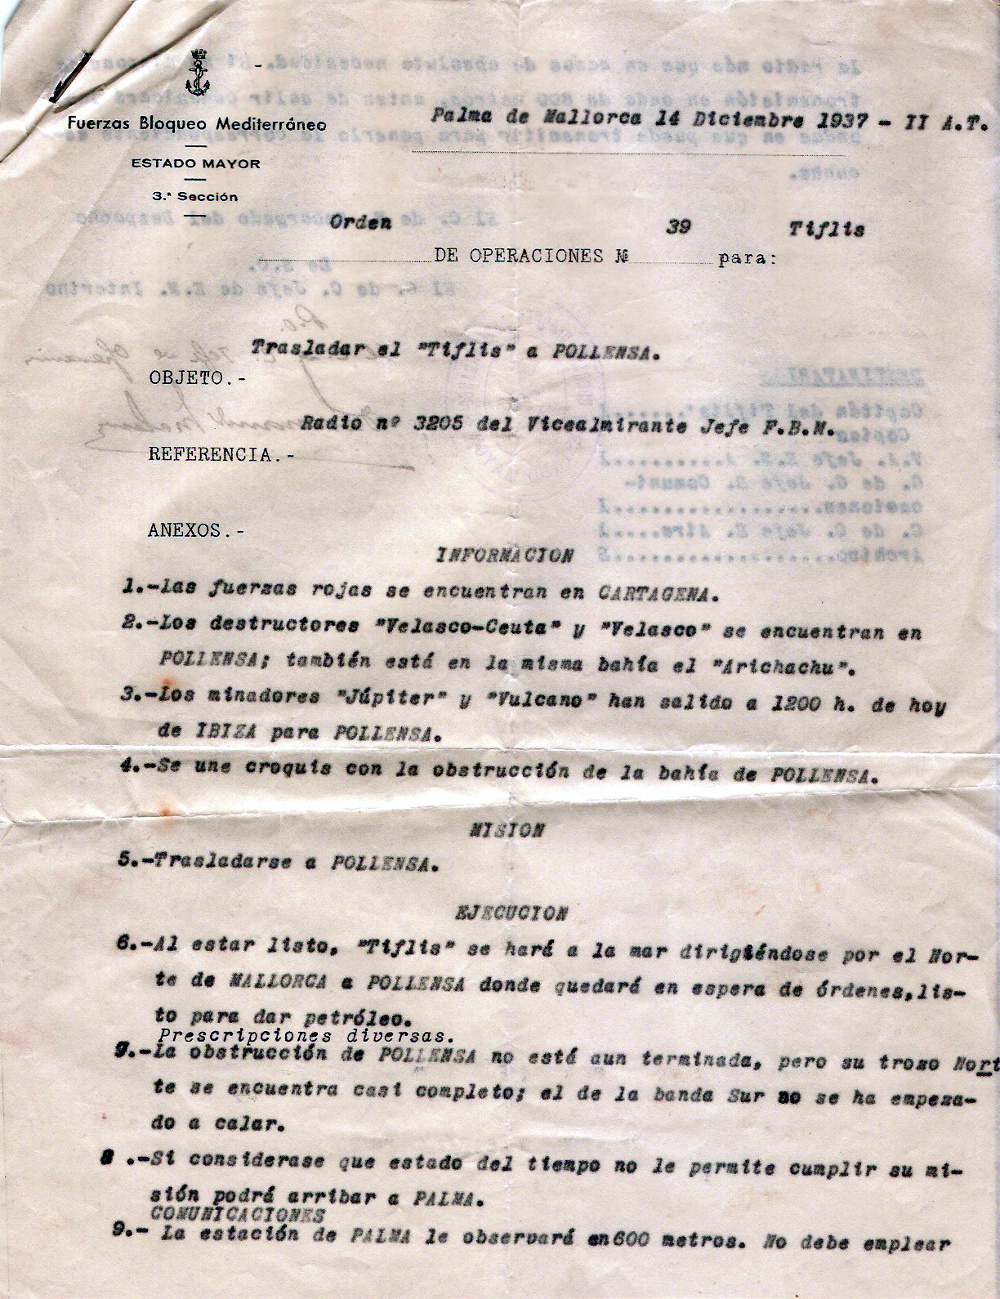 Fuerzas Bloqueo Mediterráneo
ESTADO MAYOR
3.ª Sección
Palma de Mallorca 14 Diciembre 1937 - II A.T.
Orden 39 Tiflis
DE OPERACIONES Nº para:
Trasladar el "Tiflis" a POLLENSA.
OBJETO.-
Radio nº 3205 del Vicealmirante Jefe F.B.M.
REFERENCIA.-
ANEXOS.-
INFORMACION
1.-Las fuerzas rojas se encuentran en CARTAGENA.
2.-Los destructores "Velasco-Ceuta" y "Velasco" se encuentran en
POLLENSA; también está en la misma bahía el "Arichachu".
3.-Los minadores "Júpiter" y "Vulcano" han salido a 1200 h. de hoy
de IBIZA para POLLENSA.
4.-Se une croquis con la obstrucción de la bahía de POLLENSA.
MISION
5.-Trasladarse a POLLENSA.
EJECUCION
6.-Al estar listo, "Tiflis" se hará a la mar dirigiéndose por el Nor-
te de MALLORCA a POLLENSA donde quedará en espera de órdenes,lis-
to para dar petróleo.
Prescripciones diversas.
7.-La obstrucción de POLLENSA no está aun terminada, pero su trozo Nort
te se encuentra casi completo; el de la banda Sur no se ha empeza-
do a calar.
8 .-Si considerase que estado del tiempo no le permite cumplir su mi-
sión podrá arribar a PALMA.
COMUNICACIONES
9.- La estación de PALMA le observará en600 metros. No debe emplear